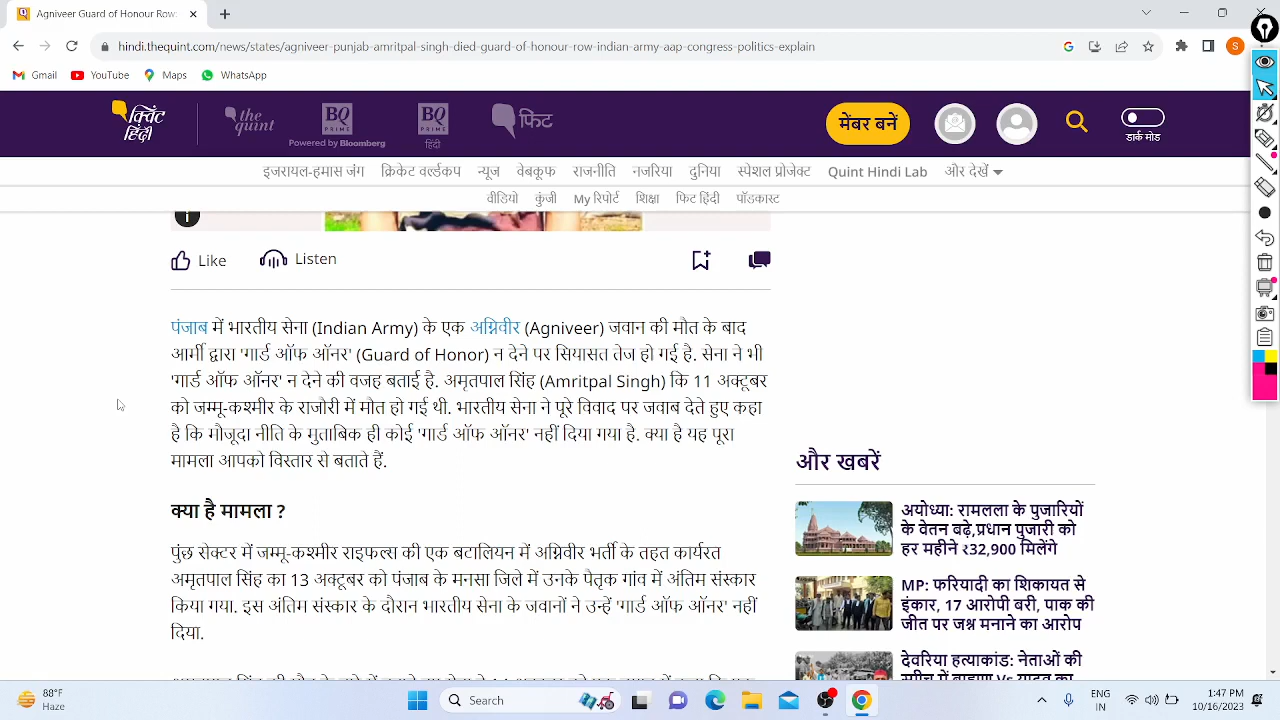 Agniveer Guard of Honour Row:
hindi.thequint.com/news/states/agniveer-punjab-amritpal-singh-died-guard-of-honour-row-indian-army-aap-congress-politics-explain
S
Gmail YouTube Maps WhatsApp
क्विंट हिंदी
the quint
BQ PRIME
Powered by Bloomberg
BQ PRIME
हिंदी
फिट
मेंबर बनें
डार्क मोड
इजरायल-हमास जंग क्रिकेट वर्ल्डकप न्यूज वेबकूफ राजनीति नजरिया दुनिया स्पेशल प्रोजेक्ट Quint Hindi Lab और देखें
वीडियो कुंजी My रिपोर्ट शिक्षा फिट हिंदी पॉडकास्ट
Like Listen
पंजाब में भारतीय सेना (Indian Army) के एक अग्निवीर (Agniveer) जवान की मौत के बाद
आर्मी द्वारा 'गार्ड ऑफ ऑनर' (Guard of Honor) न देने पर सियासत तेज हो गई है. सेना ने भी
'गार्ड ऑफ ऑनर' न देने की वजह बताई है. अमृतपाल सिंह (Amritpal Singh) कि 11 अक्टूबर
को जम्मू-कश्मीर के राजोरी में मौत हो गई थी. भारतीय सेना ने पूरे विवाद पर जवाब देते हुए कहा
है कि मौजूदा नीति के मुताबिक ही कोई 'गार्ड ऑफ ऑनर' नहीं दिया गया है. क्या है यह पूरा
मामला आपको विस्तार से बताते हैं.
क्या है मामला ?
पुंछ सेक्टर में जम्मू-कश्मीर राइफल्स की एक बटालियन में अग्निवीर भर्ती के तहत कार्यरत
अमृतपाल सिंह का 13 अक्टूबर को पंजाब के मनसा जिले में उनके पैतृक गांव में अंतिम संस्कार
किया गया. इस अंतिम संस्कार के दौरान भारतीय सेना के जवानों ने उन्हें 'गार्ड ऑफ ऑनर' नहीं
दिया.
और खबरें
अयोध्या: रामलला के पुजारियों
के वेतन बढ़े,प्रधान पुजारी को
हर महीने ₹32,900 मिलेंगे
MP: फरियादी का शिकायत से
इंकार, 17 आरोपी बरी, पाक की
जीत पर जश्न मनाने का आरोप
देवरिया हत्याकांड: नेताओं की
88°F
Haze
Search
ENG
IN
1:47 PM
10/16/2023